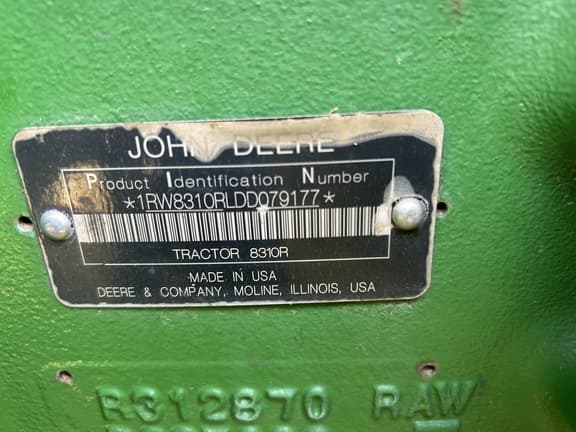 JOHN DEERE
Product Identification Number
*1RW8310RLDD079177*
TRACTOR 8310R
MADE IN USA
DEERE & COMPANY, MOLINE, ILLINOIS, USA
R312870 RAW